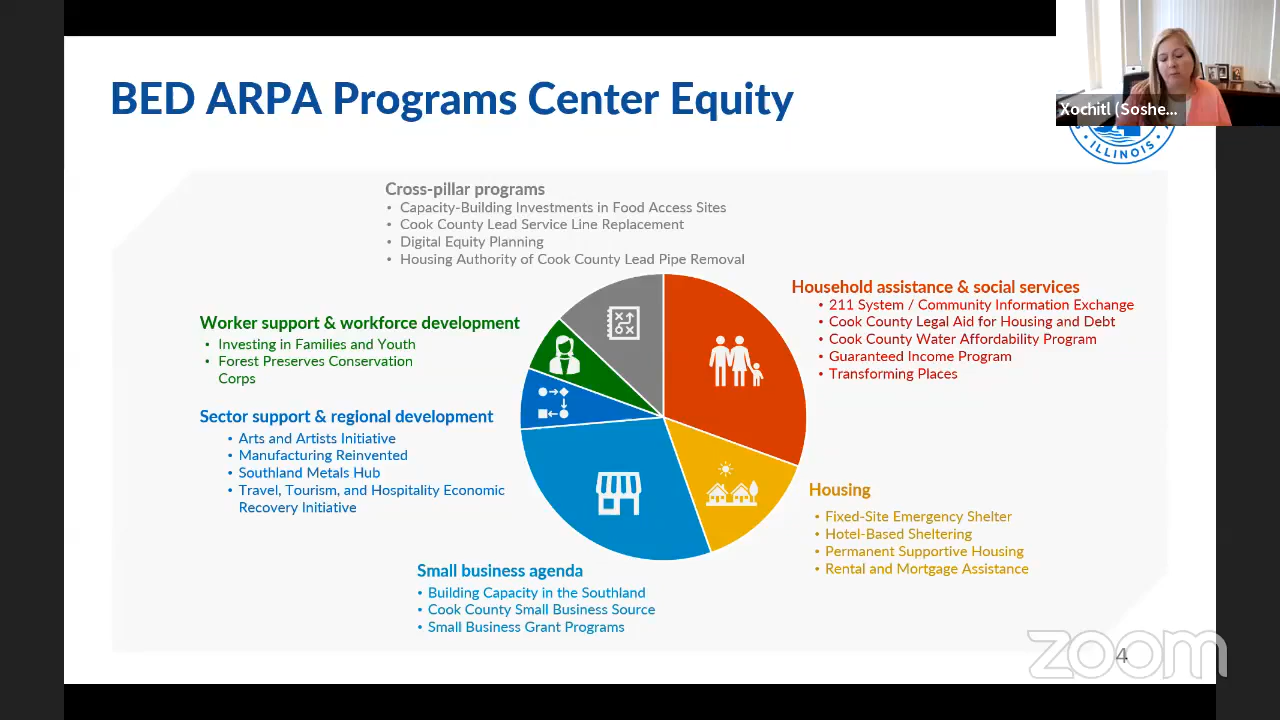 BED ARPA Programs Center Equity
Xochitl (Soshe...
ILLINOIS
Cross-pillar programs
• Capacity-Building Investments in Food Access Sites
• Cook County Lead Service Line Replacement
• Digital Equity Planning
• Housing Authority of Cook County Lead Pipe Removal
Household assistance & social services
• 211 System / Community Information Exchange
• Cook County Legal Aid for Housing and Debt
• Cook County Water Affordability Program
• Guaranteed Income Program
• Transforming Places
Worker support & workforce development
• Investing in Families and Youth
• Forest Preserves Conservation
Corps
Sector support & regional development
• Arts and Artists Initiative
• Manufacturing Reinvented
• Southland Metals Hub
• Travel, Tourism, and Hospitality Economic
Recovery Initiative
Housing
• Fixed-Site Emergency Shelter
• Hotel-Based Sheltering
• Permanent Supportive Housing
• Rental and Mortgage Assistance
Small business agenda
• Building Capacity in the Southland
• Cook County Small Business Source
• Small Business Grant Programs
zoom
4